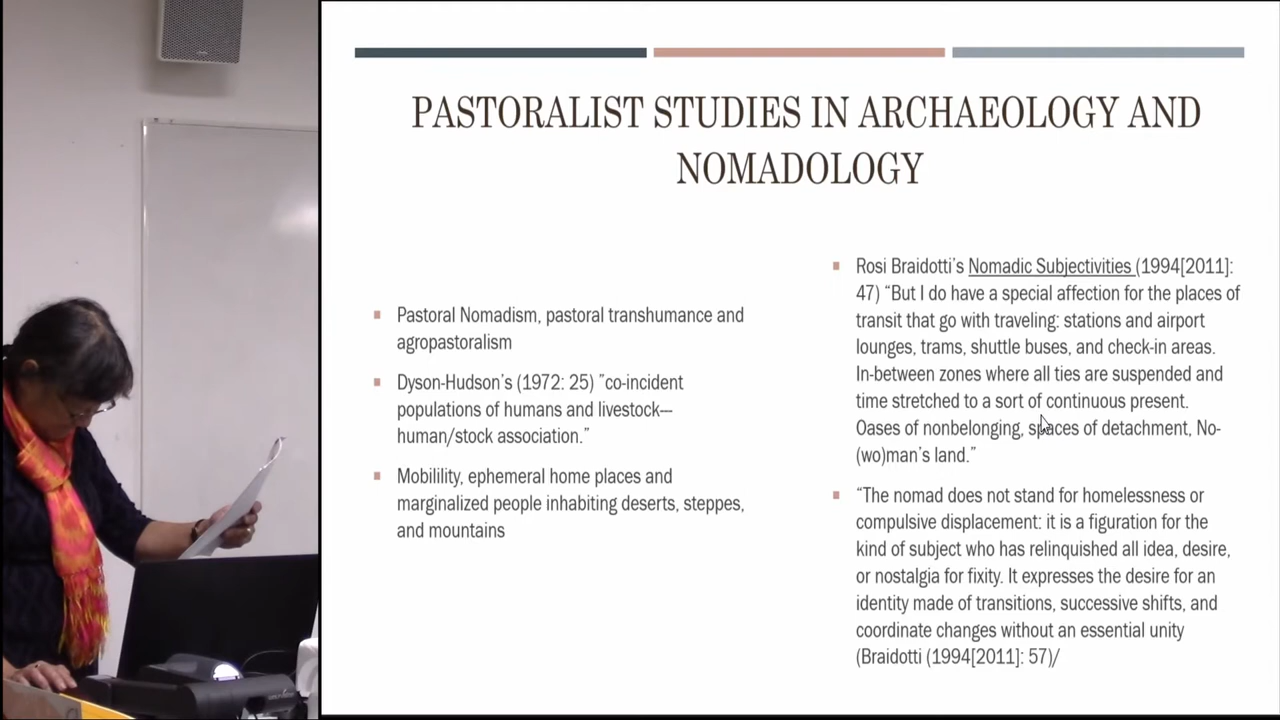 PASTORALIST STUDIES IN ARCHAEOLOGY AND
NOMADOLOGY
Pastoral Nomadism, pastoral transhumance and
agropastoralism
Dyson-Hudson's (1972: 25) ”co-incident
populations of humans and livestock---
human/stock association.”
Mobilility, ephemeral home places and
marginalized people inhabiting deserts, steppes,
and mountains
Rosi Braidotti's Nomadic Subjectivities (1994[2011]:
47) “But I do have a special affection for the places of
transit that go with traveling: stations and airport
lounges, trams, shuttle buses, and check-in areas.
In-between zones where all ties are suspended and
time stretched to a sort of continuous present.
Oases of nonbelonging, spaces of detachment, No-
(wo)man's land.”
“The nomad does not stand for homelessness or
compulsive displacement: it is a figuration for the
kind of subject who has relinquished all idea, desire,
or nostalgia for fixity. It expresses the desire for an
identity made of transitions, successive shifts, and
coordinate changes without an essential unity
(Braidotti (1994[2011]: 57)/